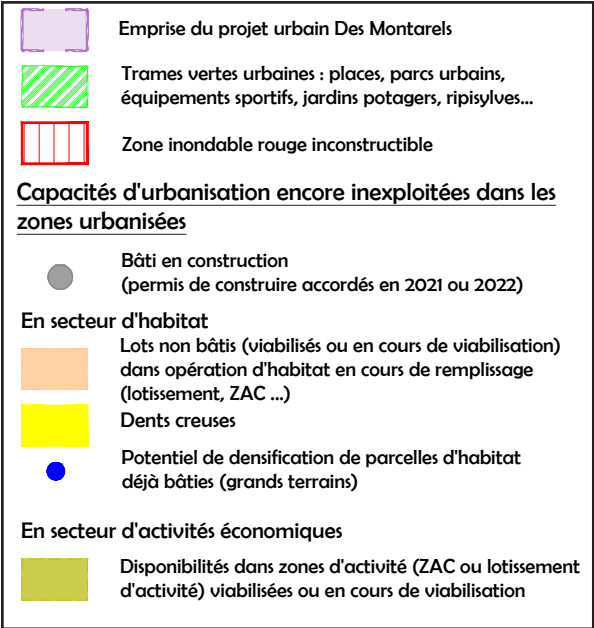 Emprise du projet urbain Des Montarels
Trames vertes urbaines : places, parcs urbains,
équipements sportifs, jardins potagers, ripisylves...
Zone inondable rouge inconstructible
Capacités d'urbanisation encore inexploitées dans les
zones urbanisées
Bâti en construction
(permis de construire accordés en 2021 ou 2022)
En secteur d'habitat
Lots non bâtis (viabilisés ou en cours de viabilisation)
dans opération d'habitat en cours de remplissage
(lotissement, ZAC ...)
Dents creuses
Potentiel de densification de parcelles d'habitat
déjà bâties (grands terrains)
En secteur d'activités économiques
Disponibilités dans zones d'activité (ZAC ou lotissement
d'activité) viabilisées ou en cours de viabilisation